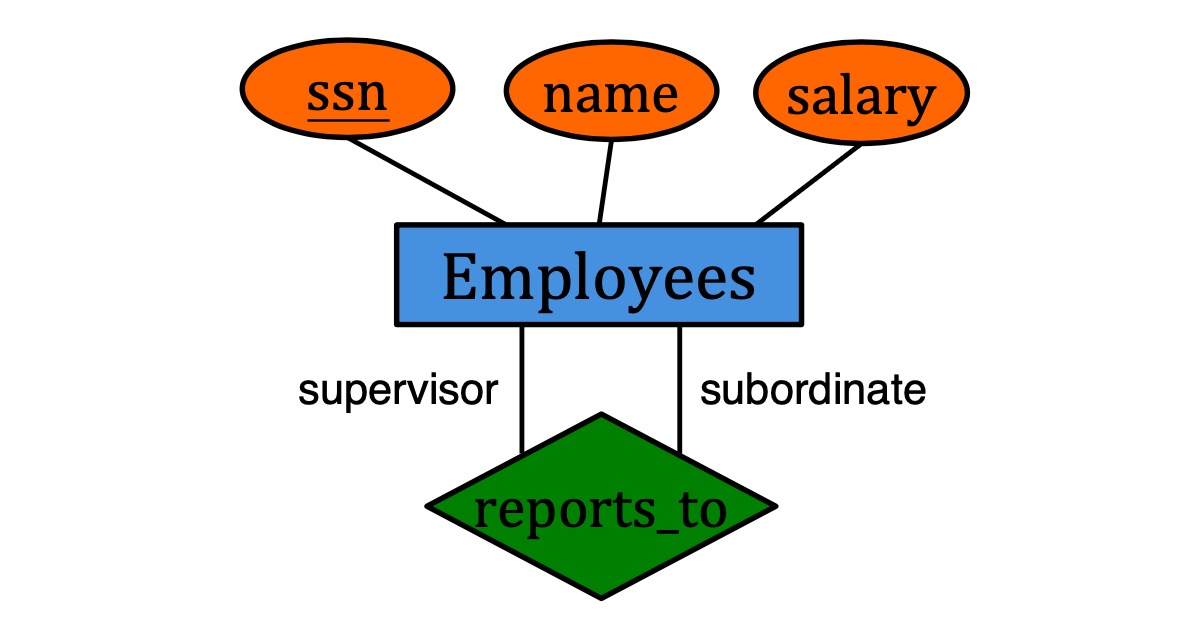 ssn
name
salary
Employees
supervisor
subordinate
reports_to